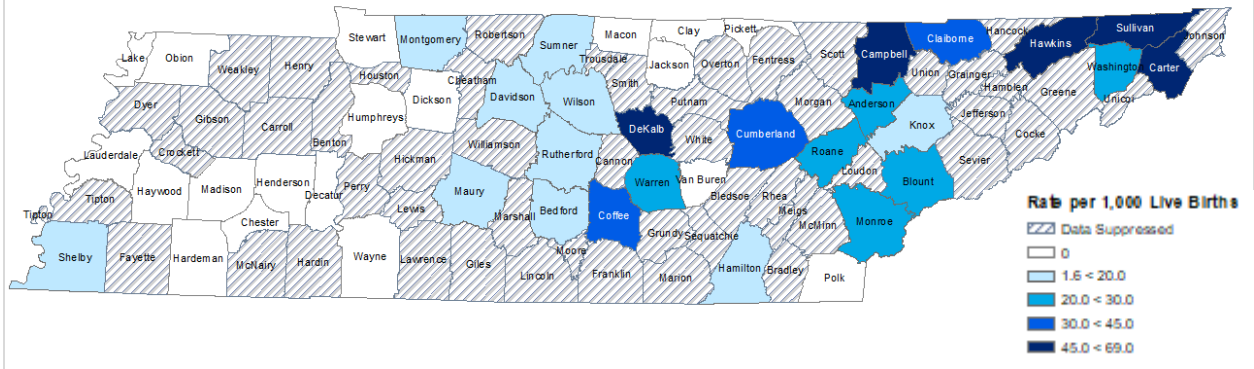 Stewart
Montgomery
Robertson
Sumner
Macon
Clay
Pickett
Scott
Campbell
Claiborne
Hancock
Hawkins
Sullivan
Johnson
Lake
Obion
Weakley
Henry
Houston
Cheatham
Trousdale
Smith
Jackson
Overton
Fentress
Union
Grainger
Hamblen
Greene
Washington
Carter
Unicoi
Dyer
Gibson
Carroll
Benton
Humphreys
Dickson
Davidson
Wilson
DeKalb
Putnam
White
Cumberland
Morgan
Anderson
Knox
Jefferson
Cocke
Sevier
Lauderdale
Crockett
Haywood
Madison
Henderson
Decatur
Perry
Hickman
Williamson
Rutherford
Cannon
Warren
Van Buren
Bledsoe
Rhea
Roane
Loudon
Blount
Tipton
Tipton
Chester
Lewis
Maury
Marshall
Bedford
Coffee
Grundy
Sequatchie
Meigs
McMinn
Monroe
Shelby
Fayette
Hardeman
McNairy
Hardin
Wayne
Lawrence
Giles
Lincoln
Moore
Franklin
Marion
Hamilton
Bradley
Polk
Rate per 1,000 Live Births
Data Suppressed
0
1.6 < 20.0
20.0 < 30.0
30.0 < 45.0
45.0 < 69.0